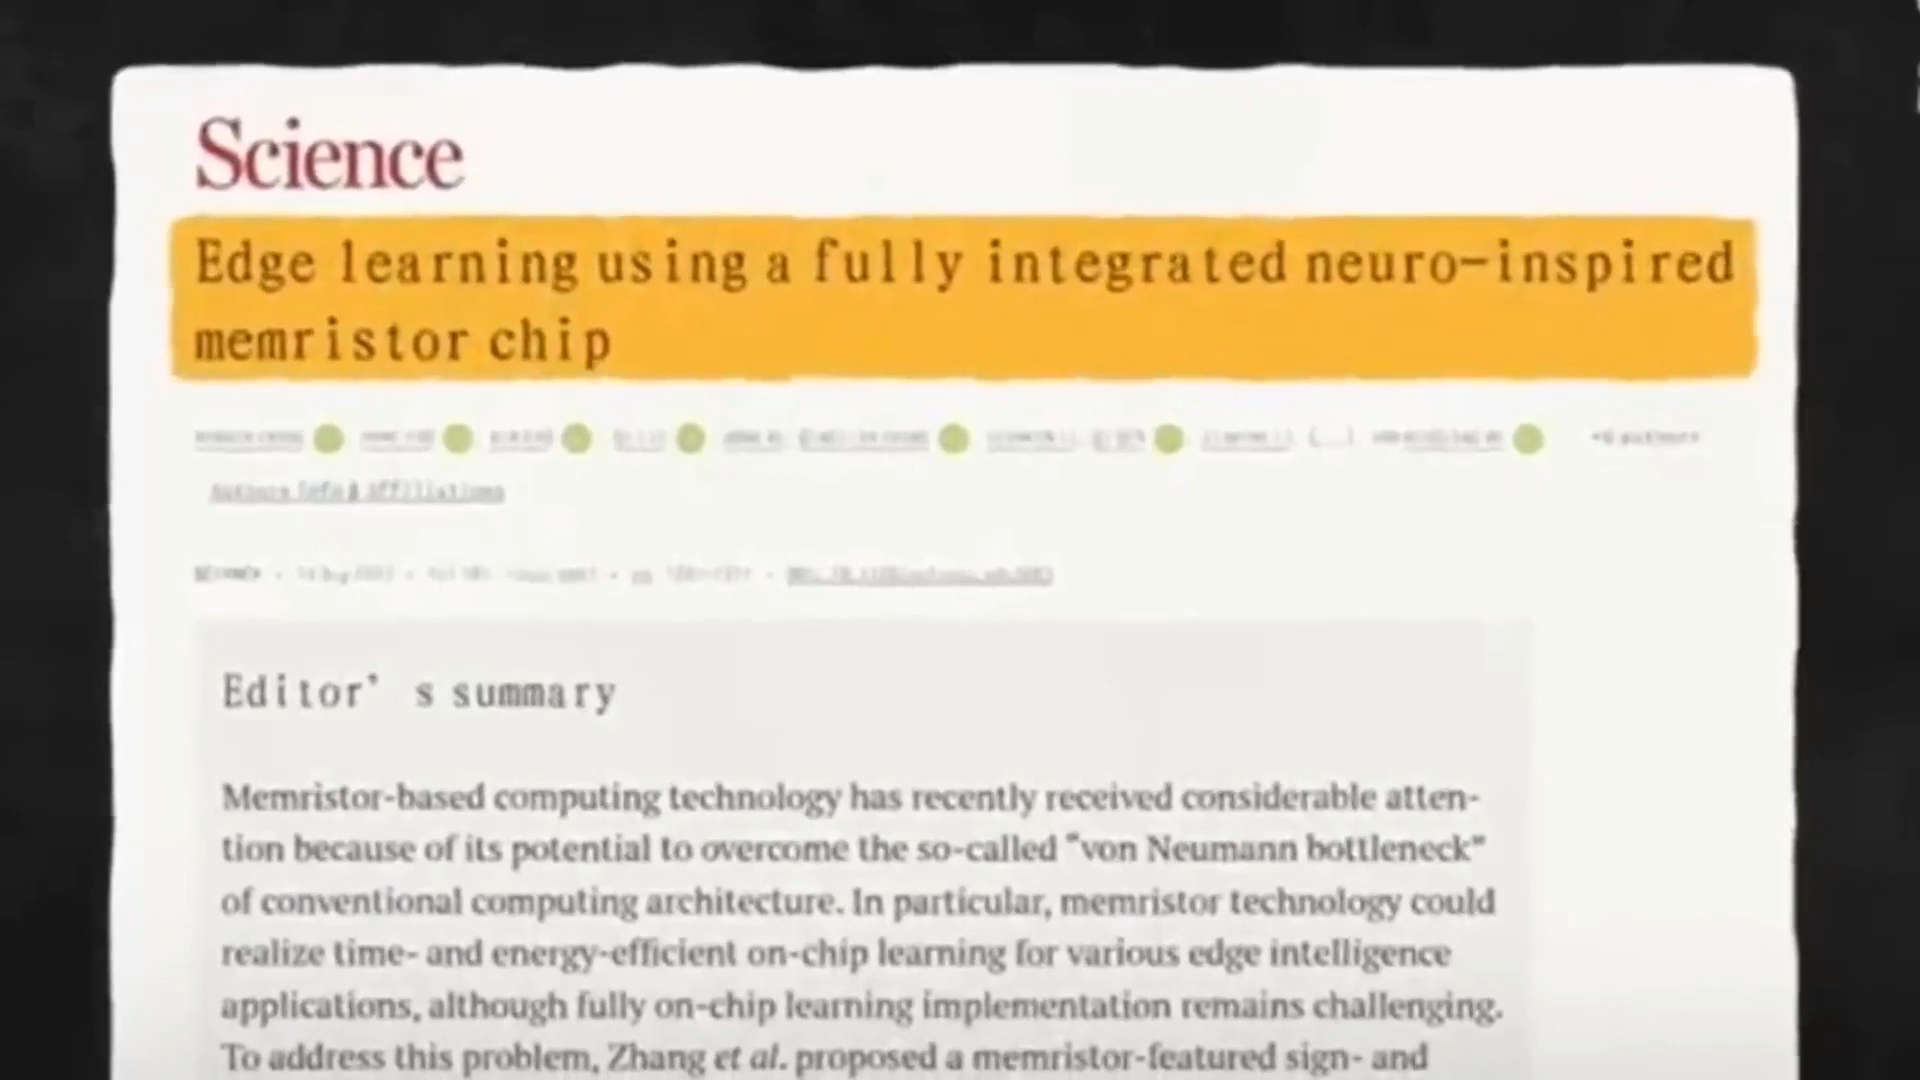 Science
Edge learning using a fully integrated neuro-inspired
memristor chip
Authors Info & Affiliations
Editor's summary
Memristor-based computing technology has recently received considerable atten-
tion because of its potential to overcome the so-called "von Neumann bottleneck"
of conventional computing architecture. In particular, memristor technology could
realize time- and energy-efficient on-chip learning for various edge intelligence
applications, although fully on-chip learning implementation remains challenging.
To address this problem, Zhang et al. proposed a memristor-featured sign- and